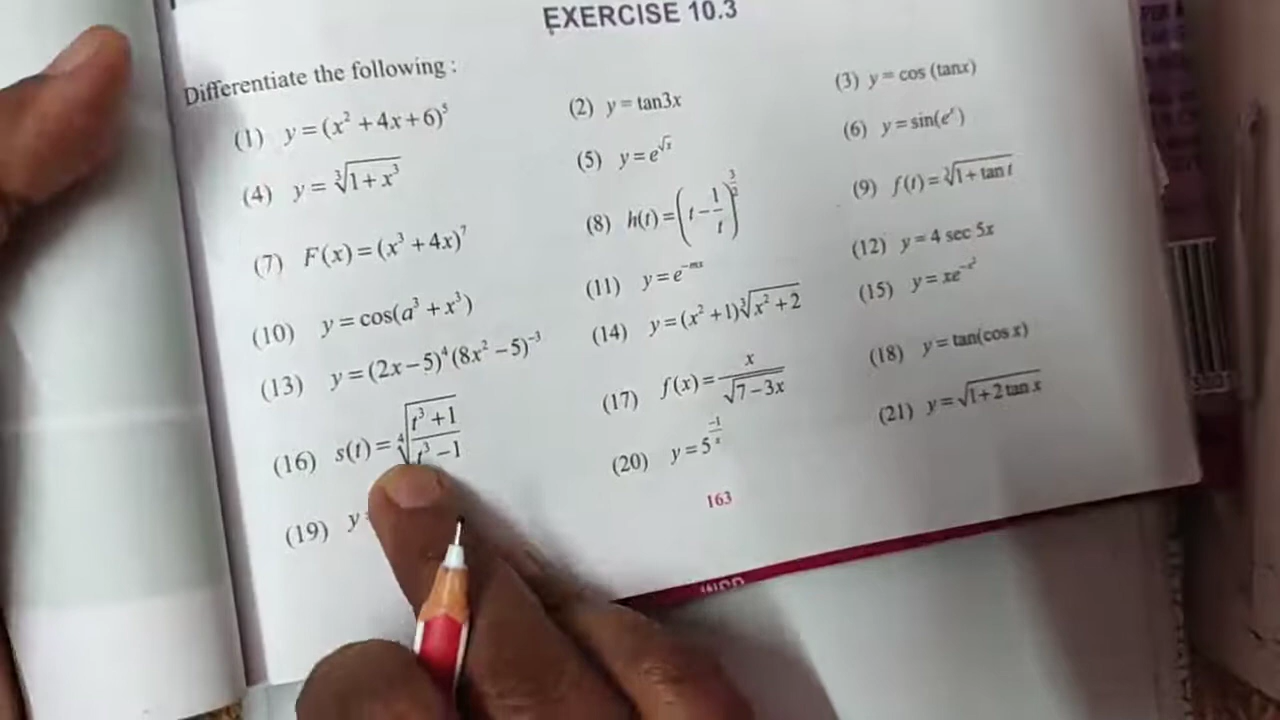 EXERCISE 10.3
Differentiate the following :
(1) y = (x² + 4x + 6)⁵ (2) y = tan3x (3) y = cos (tanx)
(4) y = ∛(1 + x³) (5) y = e^√x (6) y = sin(eˣ)
(7) F(x) = (x³ + 4x)⁷ (8) h(t) = (t − 1/t)^(3/2) (9) f(t) = ∛(1 + tan t)
(10) y = cos(a³ + x³) (11) y = e^(−mx) (12) y = 4 sec 5x
(13) y = (2x − 5)⁴ (8x² − 5)⁻³ (14) y = (x² + 1)∛(x² + 2) (15) y = xe^(−x²)
(16) s(t) = ∜((t³ + 1)/(t³ − 1)) (17) f(x) = x/√(7 − 3x) (18) y = tan(cos x)
(19) y (20) y = 5^(−1/x) (21) y = √(1 + 2 tan x)
163